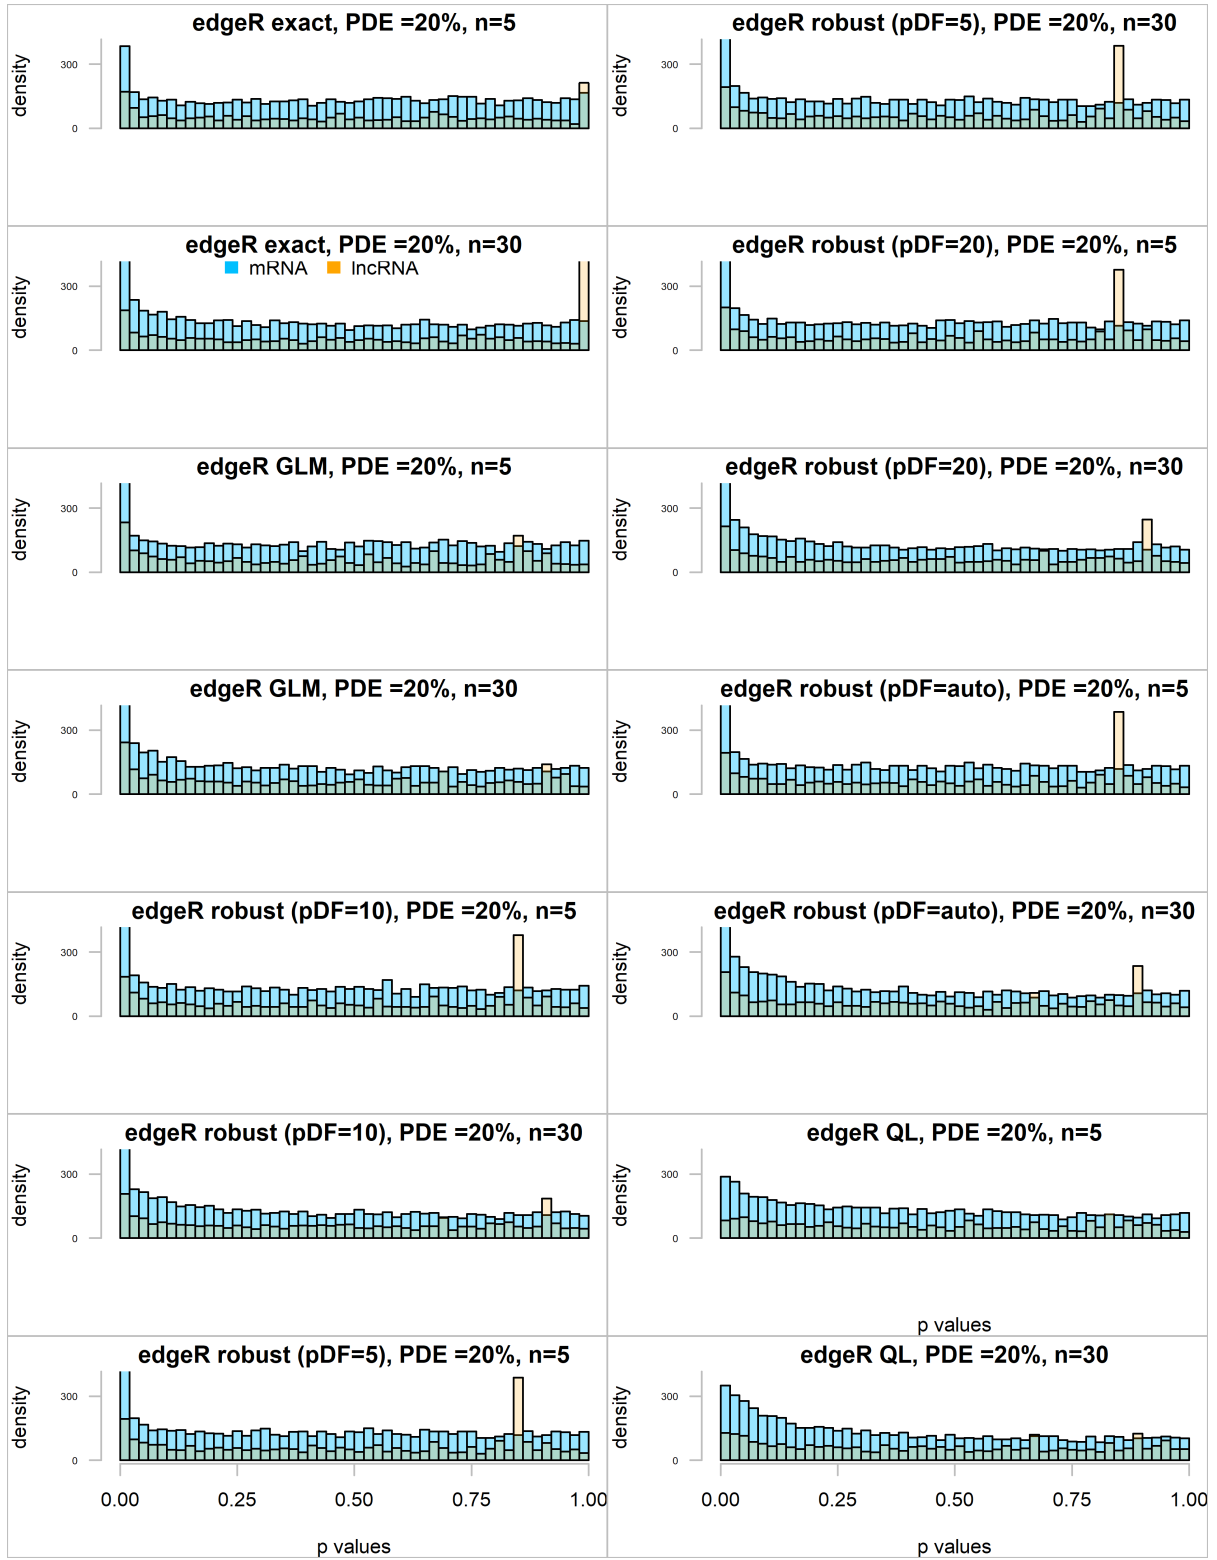 edgeR exact, PDE =20%, n=5
density
300
0
edgeR exact, PDE =20%, n=30
mRNA
lncRNA
density
300
0
edgeR GLM, PDE =20%, n=5
density
300
0
edgeR GLM, PDE =20%, n=30
density
300
0
edgeR robust (pDF=10), PDE =20%, n=5
density
300
0
edgeR robust (pDF=10), PDE =20%, n=30
density
300
0
edgeR robust (pDF=5), PDE =20%, n=5
density
300
0
0.00 0.25 0.50 0.75 1.00
p values
edgeR robust (pDF=5), PDE =20%, n=30
density
300
0
edgeR robust (pDF=20), PDE =20%, n=5
density
300
0
edgeR robust (pDF=20), PDE =20%, n=30
density
300
0
edgeR robust (pDF=auto), PDE =20%, n=5
density
300
0
edgeR robust (pDF=auto), PDE =20%, n=30
density
300
0
edgeR QL, PDE =20%, n=5
density
300
0
p values
edgeR QL, PDE =20%, n=30
density
300
0
0.00 0.25 0.50 0.75 1.00
p values